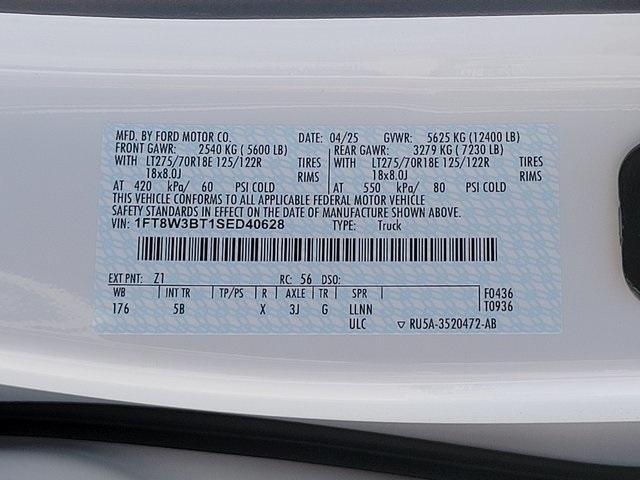 MFD. BY FORD MOTOR CO. DATE: 04/25 GVWR: 5625 KG (12400 LB)
FRONT GAWR: 2540 KG ( 5600 LB) REAR GAWR: 3279 KG ( 7230 LB)
WITH LT275/70R18E 125/122R TIRES WITH LT275/70R18E 125/122R TIRES
18x8.0J RIMS 18x8.0J RIMS
AT 420 kPa/ 60 PSI COLD AT 550 kPa/ 80 PSI COLD
THIS VEHICLE CONFORMS TO ALL APPLICABLE FEDERAL MOTOR VEHICLE
SAFETY STANDARDS IN EFFECT ON THE DATE OF MANUFACTURE SHOWN ABOVE.
VIN: 1FT8W3BT1SED40628 TYPE: Truck
EXT PNT: Z1 RC: 56 DSO:
WB INT TR TP/PS R AXLE TR SPR F0436
176 5B X 3J G LLNN T0936
ULC ▽ RU5A-3520472-AB